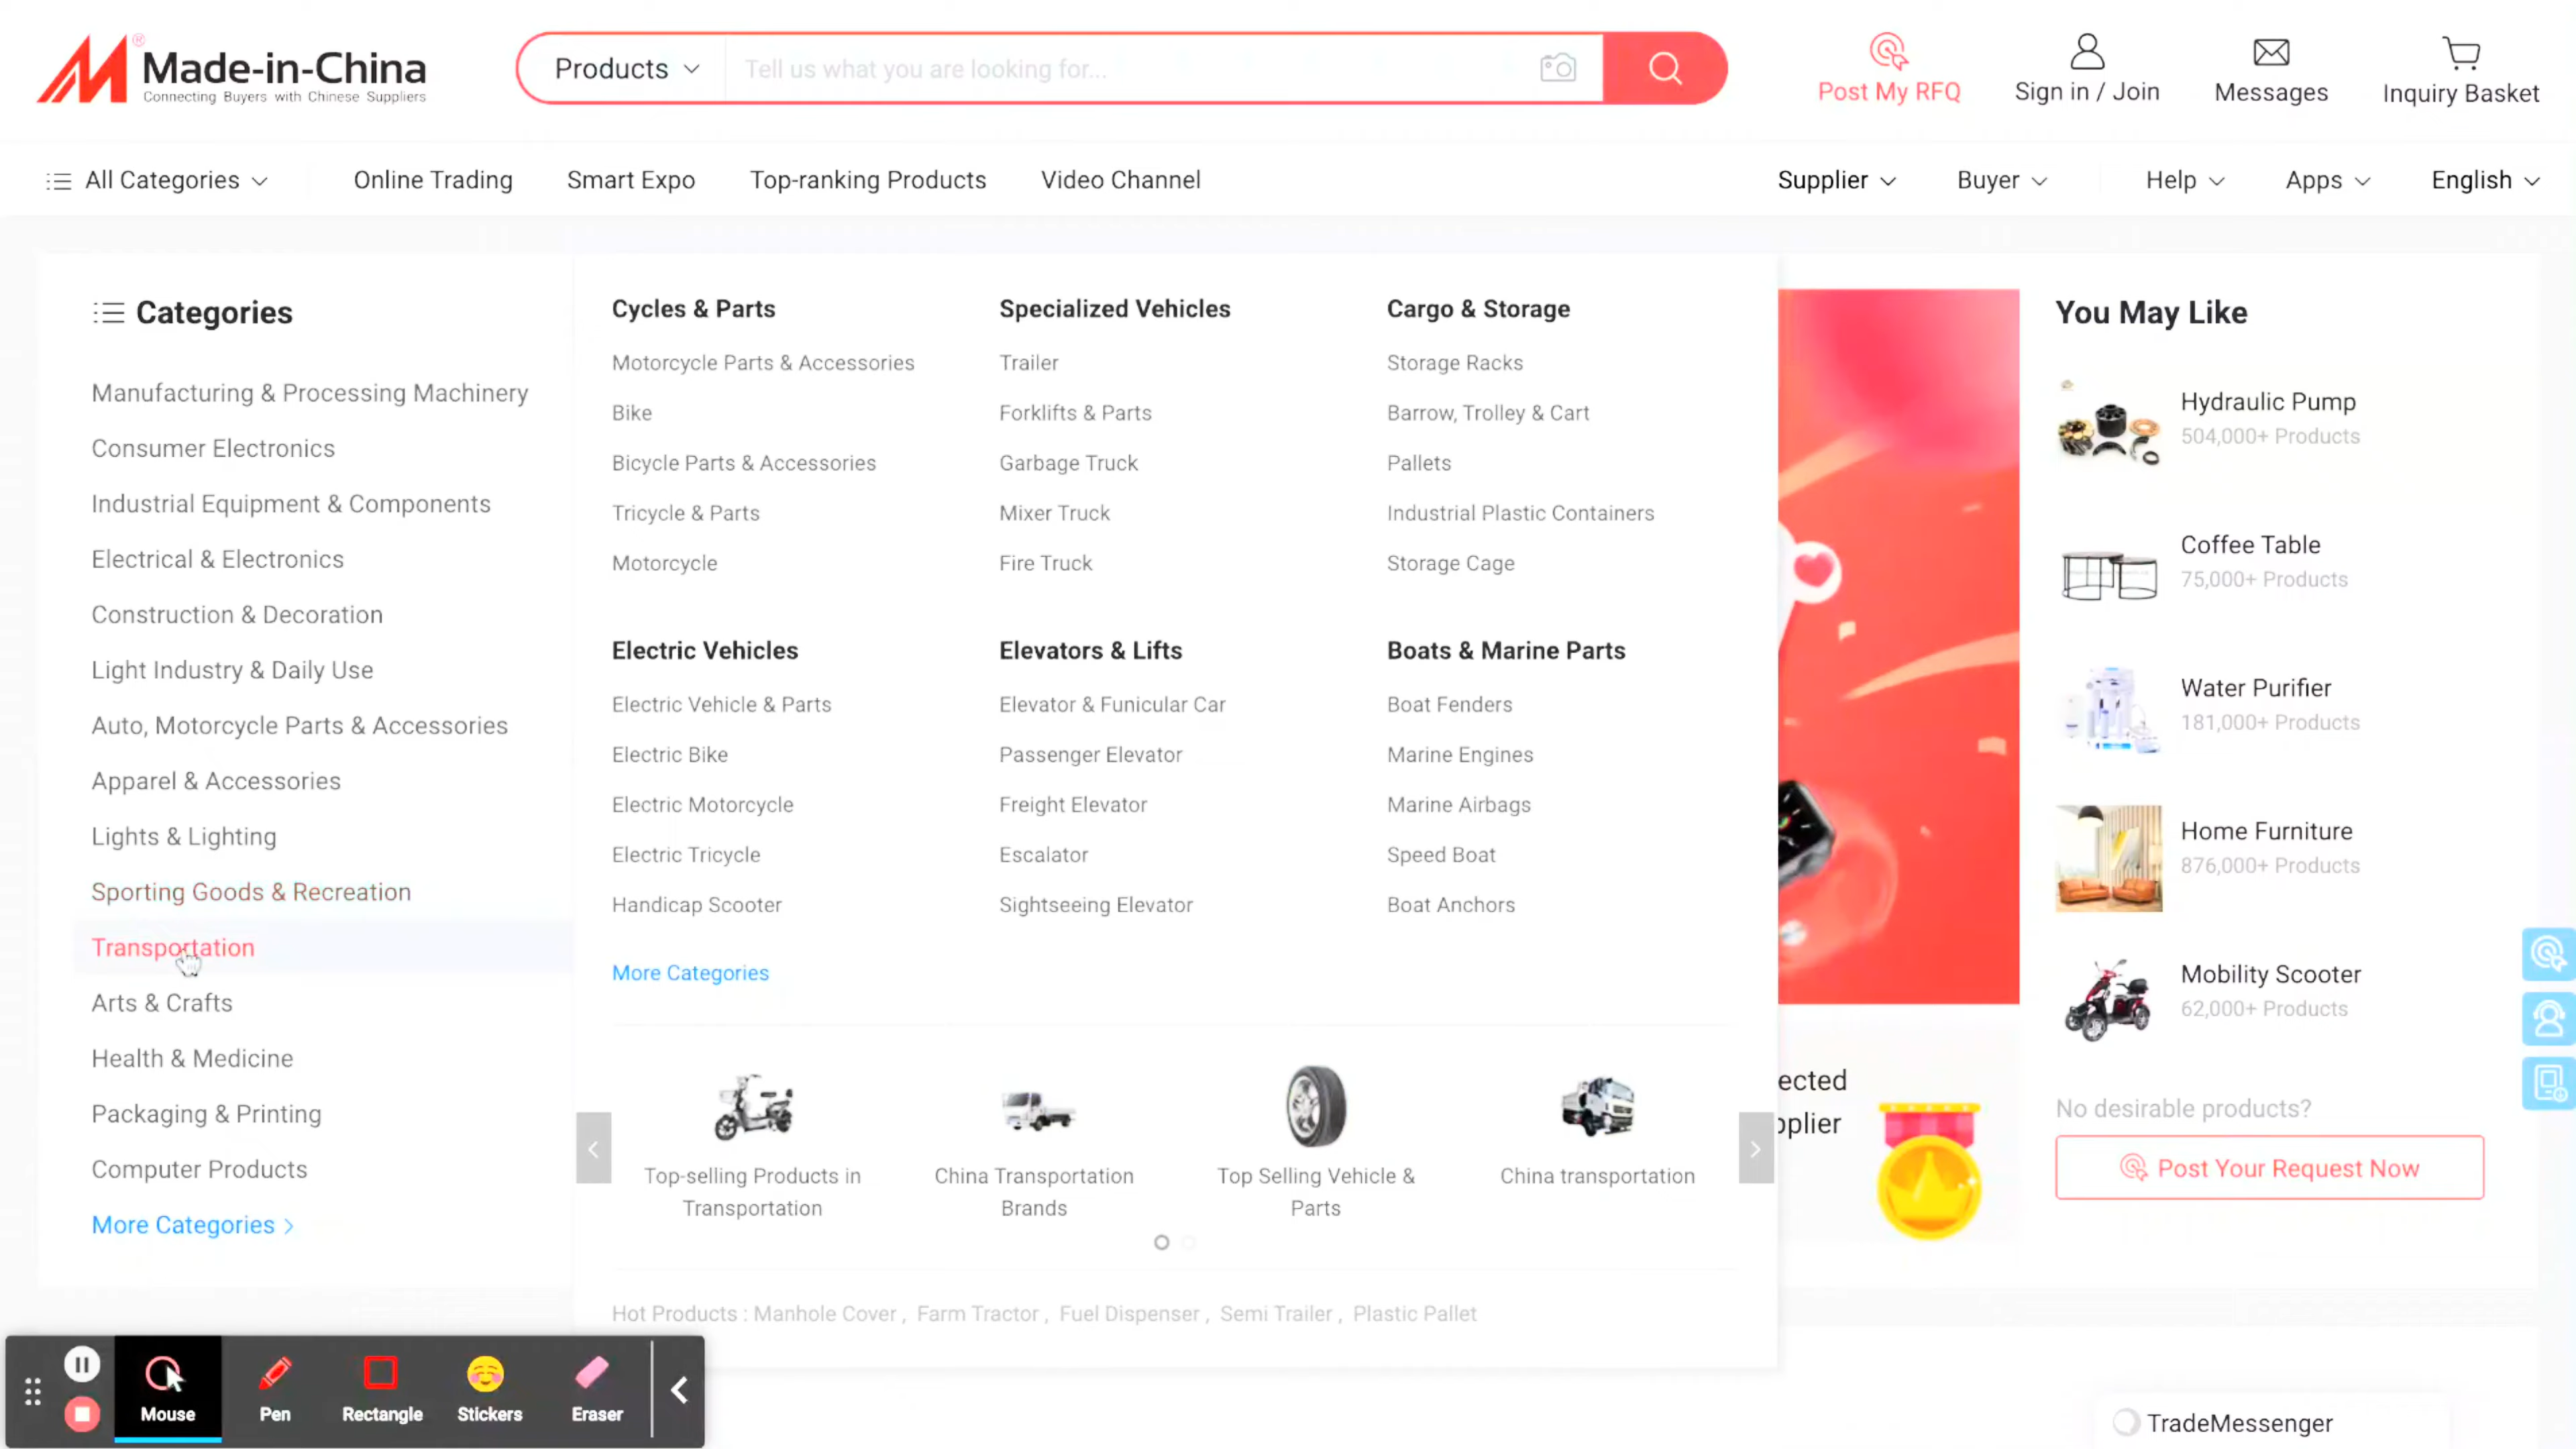 Made-in-China
Connecting Buyers with Chinese Suppliers
Products
Tell us what you are looking for...
Post My RFQ
Sign in / Join
Messages
Inquiry Basket
All Categories
Online Trading
Smart Expo
Top-ranking Products
Video Channel
Supplier
Buyer
Help
Apps
English
Categories
Manufacturing & Processing Machinery
Consumer Electronics
Industrial Equipment & Components
Electrical & Electronics
Construction & Decoration
Light Industry & Daily Use
Auto, Motorcycle Parts & Accessories
Apparel & Accessories
Lights & Lighting
Sporting Goods & Recreation
Transportation
Arts & Crafts
Health & Medicine
Packaging & Printing
Computer Products
More Categories
Cycles & Parts
Motorcycle Parts & Accessories
Bike
Bicycle Parts & Accessories
Tricycle & Parts
Motorcycle
Specialized Vehicles
Trailer
Forklifts & Parts
Garbage Truck
Mixer Truck
Fire Truck
Cargo & Storage
Storage Racks
Barrow, Trolley & Cart
Pallets
Industrial Plastic Containers
Storage Cage
Electric Vehicles
Electric Vehicle & Parts
Electric Bike
Electric Motorcycle
Electric Tricycle
Handicap Scooter
Elevators & Lifts
Elevator & Funicular Car
Passenger Elevator
Freight Elevator
Escalator
Sightseeing Elevator
Boats & Marine Parts
Boat Fenders
Marine Engines
Marine Airbags
Speed Boat
Boat Anchors
More Categories
Top-selling Products in
Transportation
China Transportation
Brands
Top Selling Vehicle &
Parts
China transportation
Hot Products : Manhole Cover , Farm Tractor , Fuel Dispenser , Semi Trailer , Plastic Pallet
ected
pplier
You May Like
Hydraulic Pump
504,000+ Products
Coffee Table
75,000+ Products
Water Purifier
181,000+ Products
Home Furniture
876,000+ Products
Mobility Scooter
62,000+ Products
No desirable products?
Post Your Request Now
Mouse
Pen
Rectangle
Stickers
Eraser
TradeMessenger